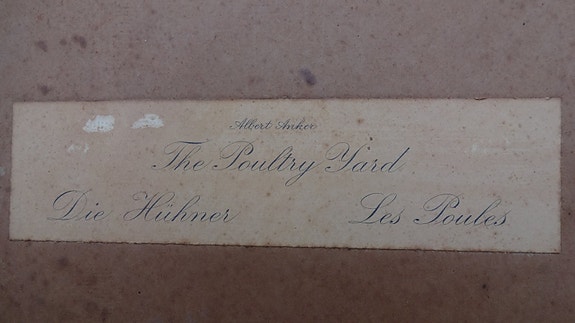 Albert Anker
The Poultry Yard
Die Hühner Les Poules